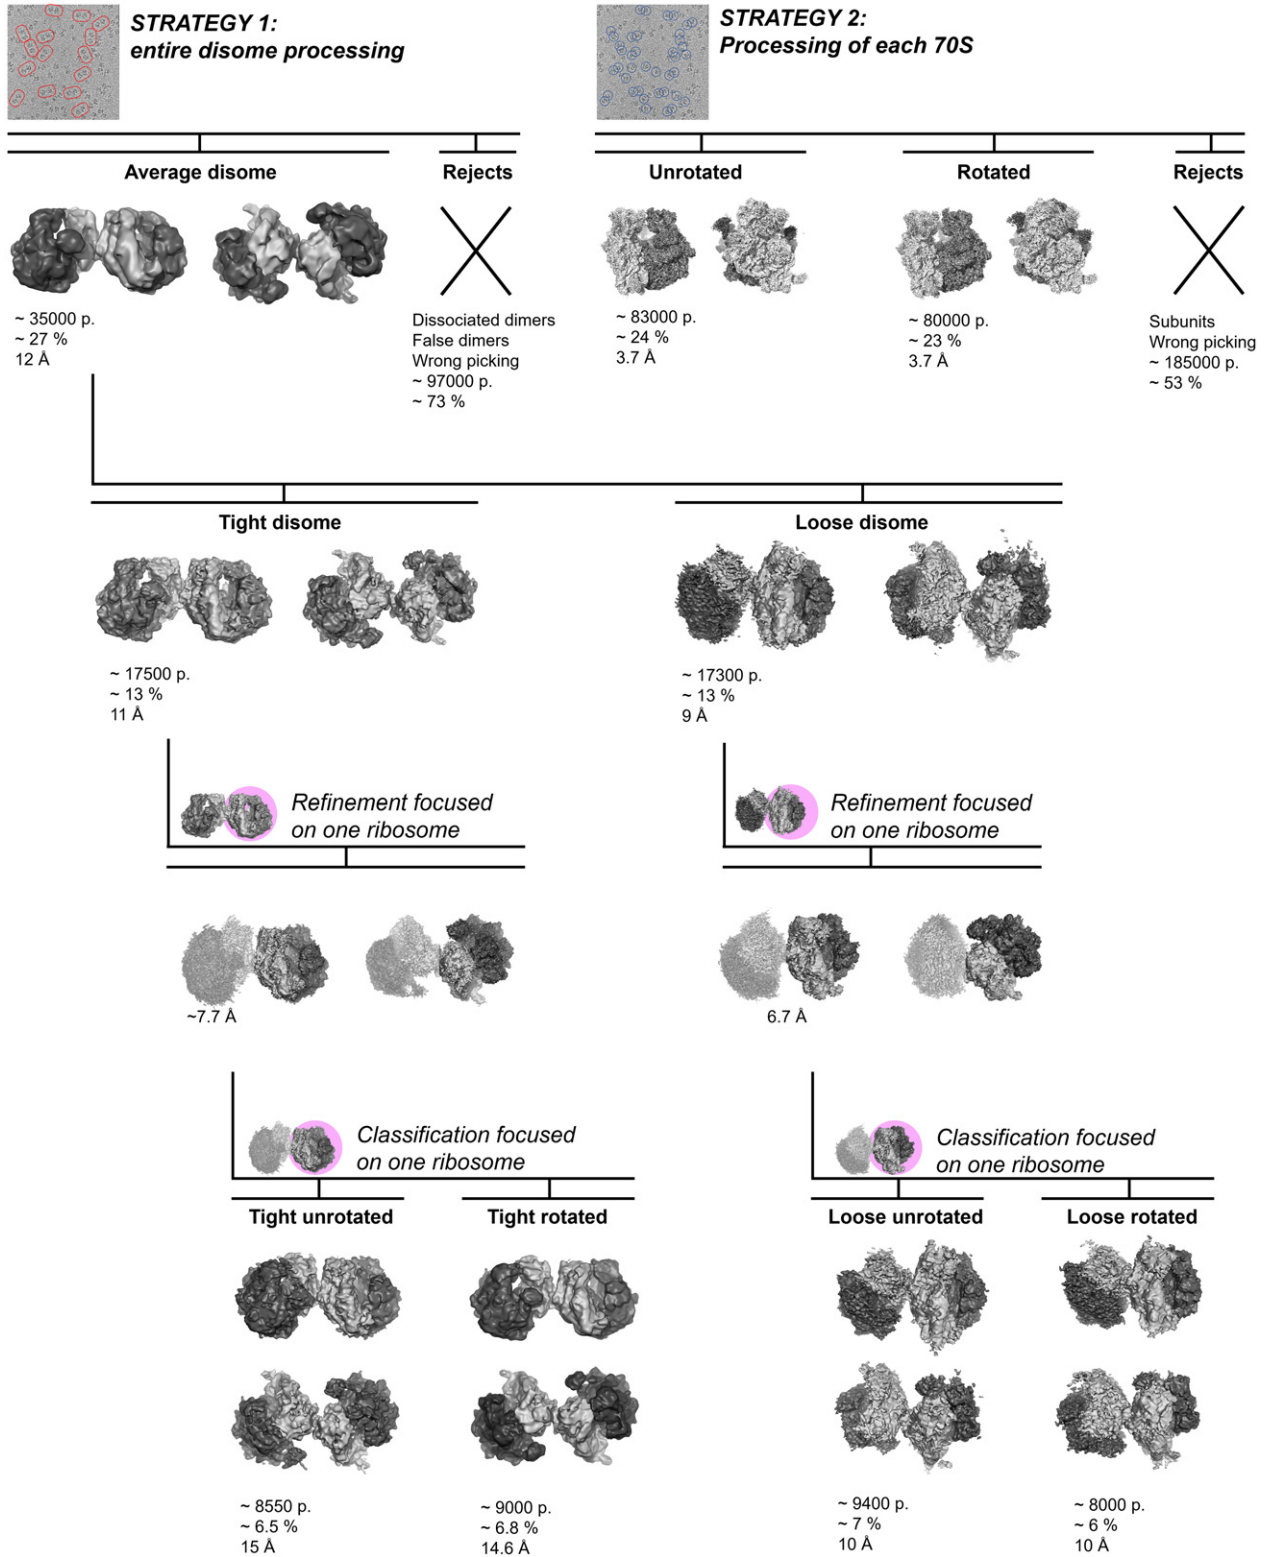 STRATEGY 1:
entire disome processing
STRATEGY 2:
Processing of each 70S
Average disome
Rejects
Unrotated
Rotated
Rejects
~ 35000 p.
~ 27 %
12 Å
Dissociated dimers
False dimers
Wrong picking
~ 97000 p.
~ 73 %
~ 83000 p.
~ 24 %
3.7 Å
~ 80000 p.
~ 23 %
3.7 Å
Subunits
Wrong picking
~ 185000 p.
~ 53 %
Tight disome
Loose disome
~ 17500 p.
~ 13 %
11 Å
~ 17300 p.
~ 13 %
9 Å
Refinement focused
on one ribosome
Refinement focused
on one ribosome
~7.7 Å
6.7 Å
Classification focused
on one ribosome
Classification focused
on one ribosome
Tight unrotated
Tight rotated
Loose unrotated
Loose rotated
~ 8550 p.
~ 6.5 %
15 Å
~ 9000 p.
~ 6.8 %
14.6 Å
~ 9400 p.
~ 7 %
10 Å
~ 8000 p.
~ 6 %
10 Å